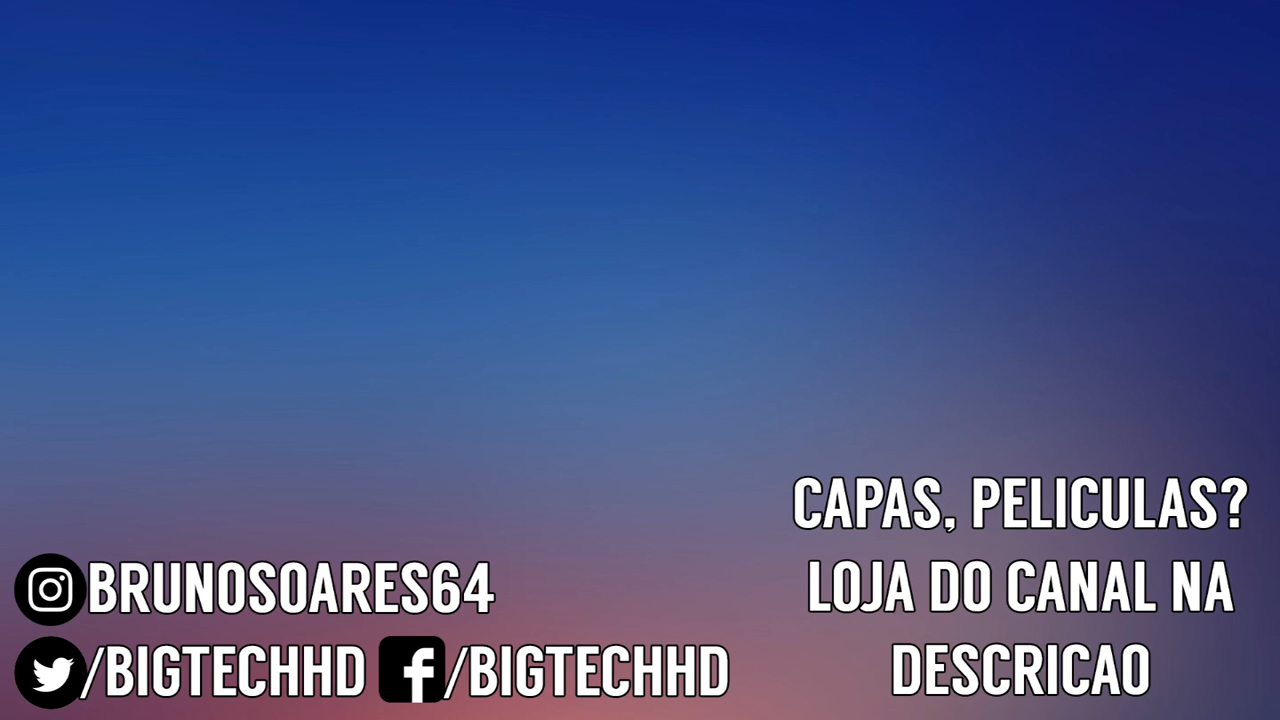 CAPAS, PELICULAS?
LOJA DO CANAL NA
DESCRICAO
BRUNOSOARES64
/BIGTECHHD /BIGTECHHD